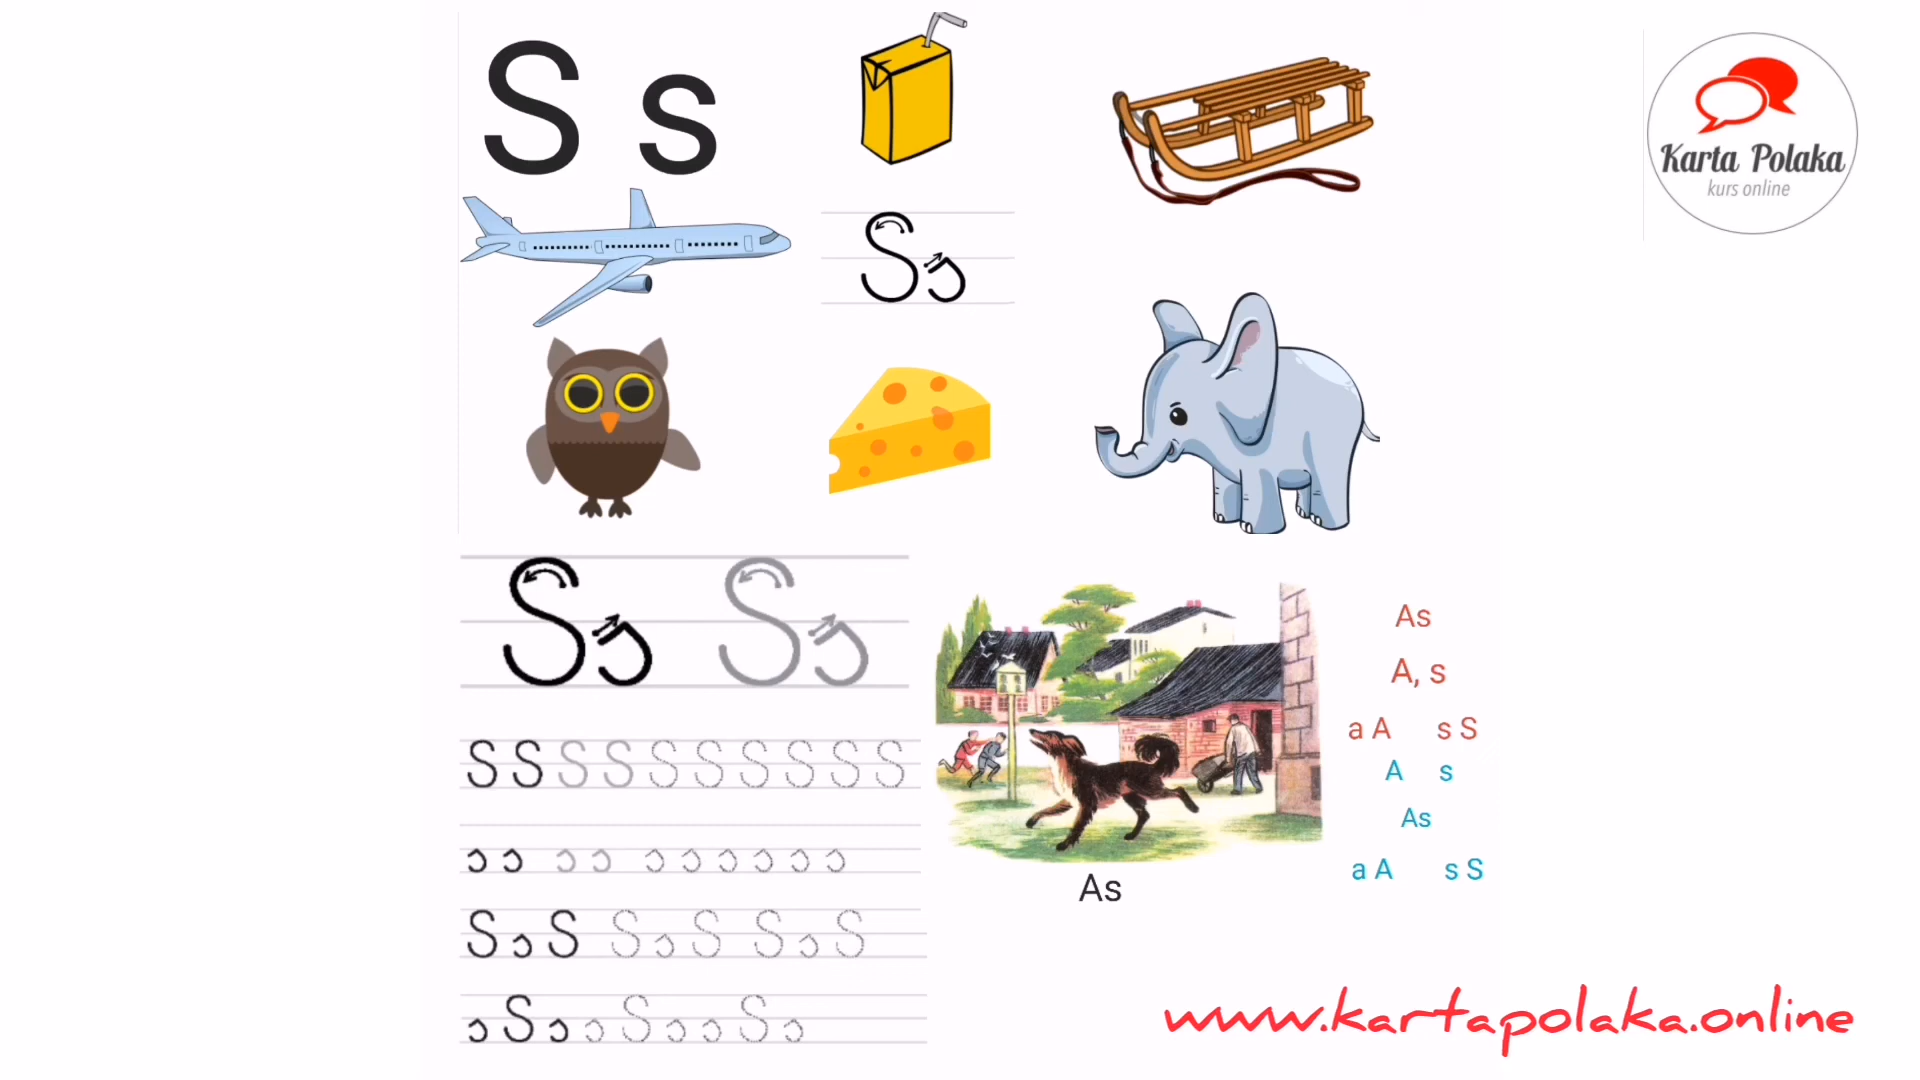 S s
Karta Polaka
kurs online
S s
S s S s
S S S S S S S S S S
s s s s s s s s s s
S s S S s S S s S
s S s s S s s S s
As
As
A, s
a A s S
A s
As
a A s S
www.kartapolaka.online